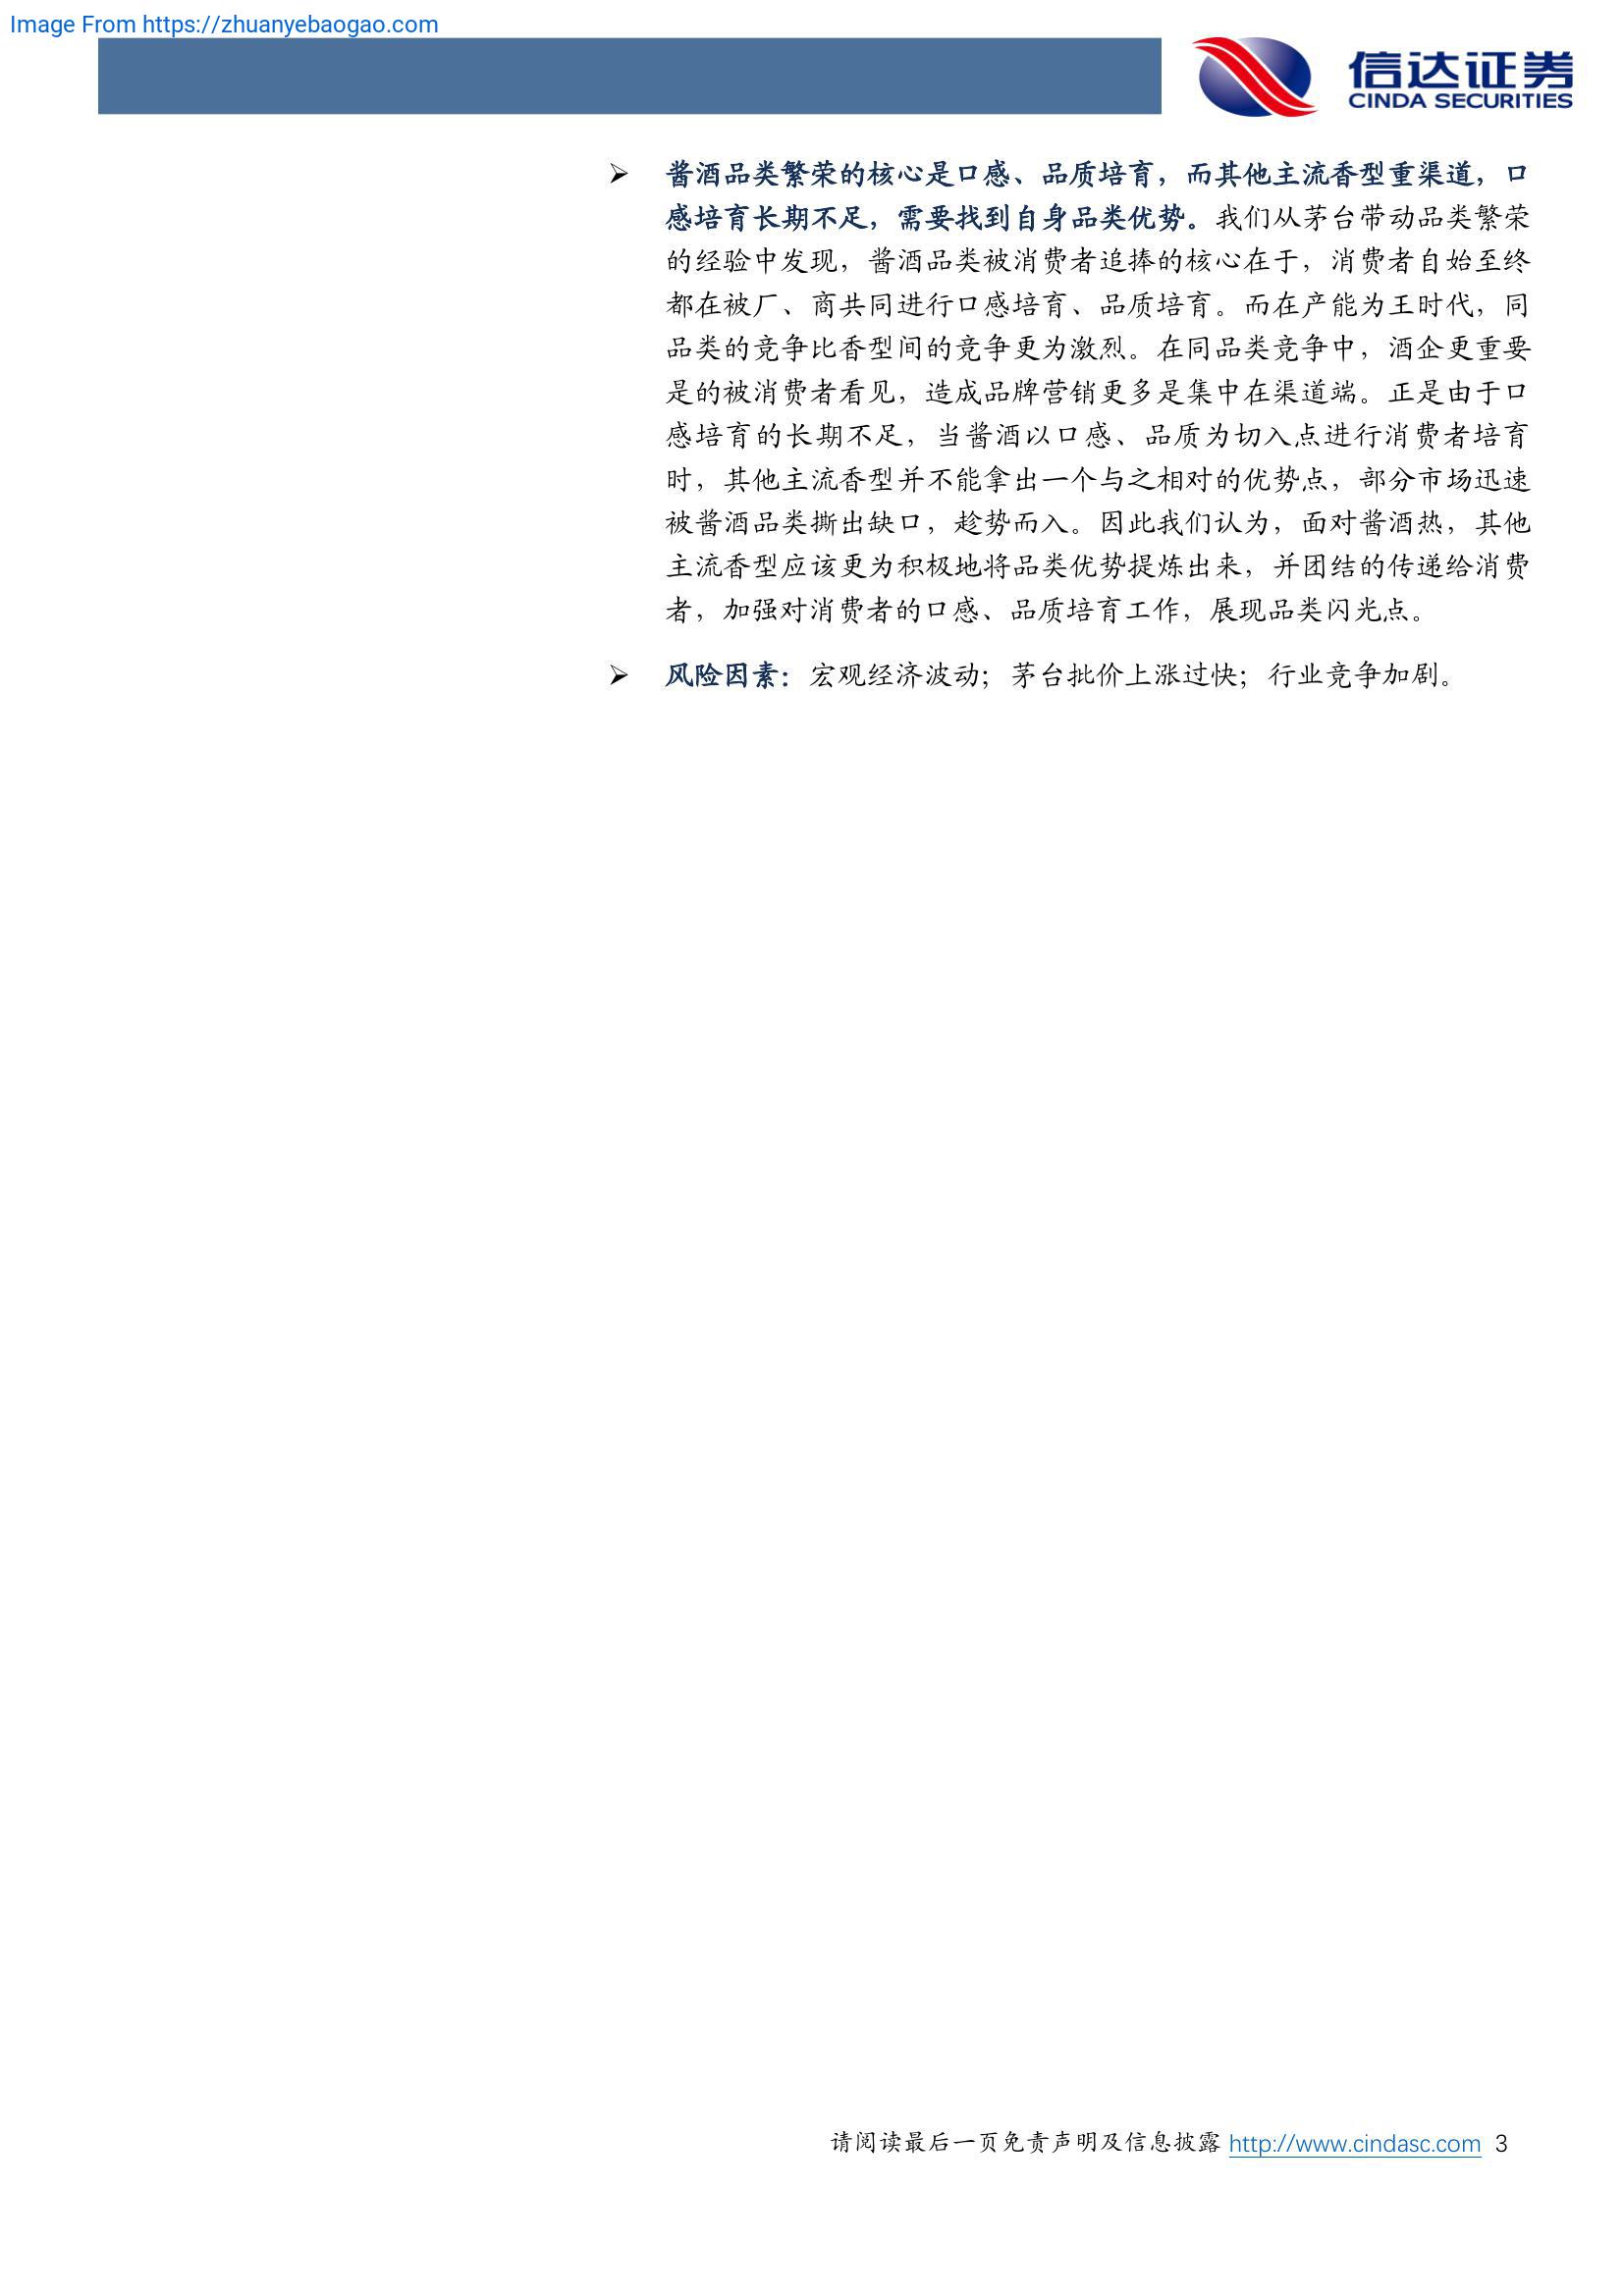 Image From https://zhuanyebaogao.com
信达证券
CINDA SECURITIES
➢ 酱酒品类繁荣的核心是口感、品质培育，而其他主流香型重渠道，口
感培育长期不足，需要找到自身品类优势。我们从茅台带动品类繁荣
的经验中发现，酱酒品类被消费者追捧的核心在于，消费者自始至终
都在被厂、商共同进行口感培育、品质培育。而在产能为王时代，同
品类的竞争比香型间的竞争更为激烈。在同品类竞争中，酒企更重要
是的被消费者看见，造成品牌营销更多是集中在渠道端。正是由于口
感培育的长期不足，当酱酒以口感、品质为切入点进行消费者培育
时，其他主流香型并不能拿出一个与之相对的优势点，部分市场迅速
被酱酒品类撕出缺口，趁势而入。因此我们认为，面对酱酒热，其他
主流香型应该更为积极地将品类优势提炼出来，并团结的传递给消费
者，加强对消费者的口感、品质培育工作，展现品类闪光点。
➢ 风险因素：宏观经济波动；茅台批价上涨过快；行业竞争加剧。
请阅读最后一页免责声明及信息披露 http://www.cindasc.com 3